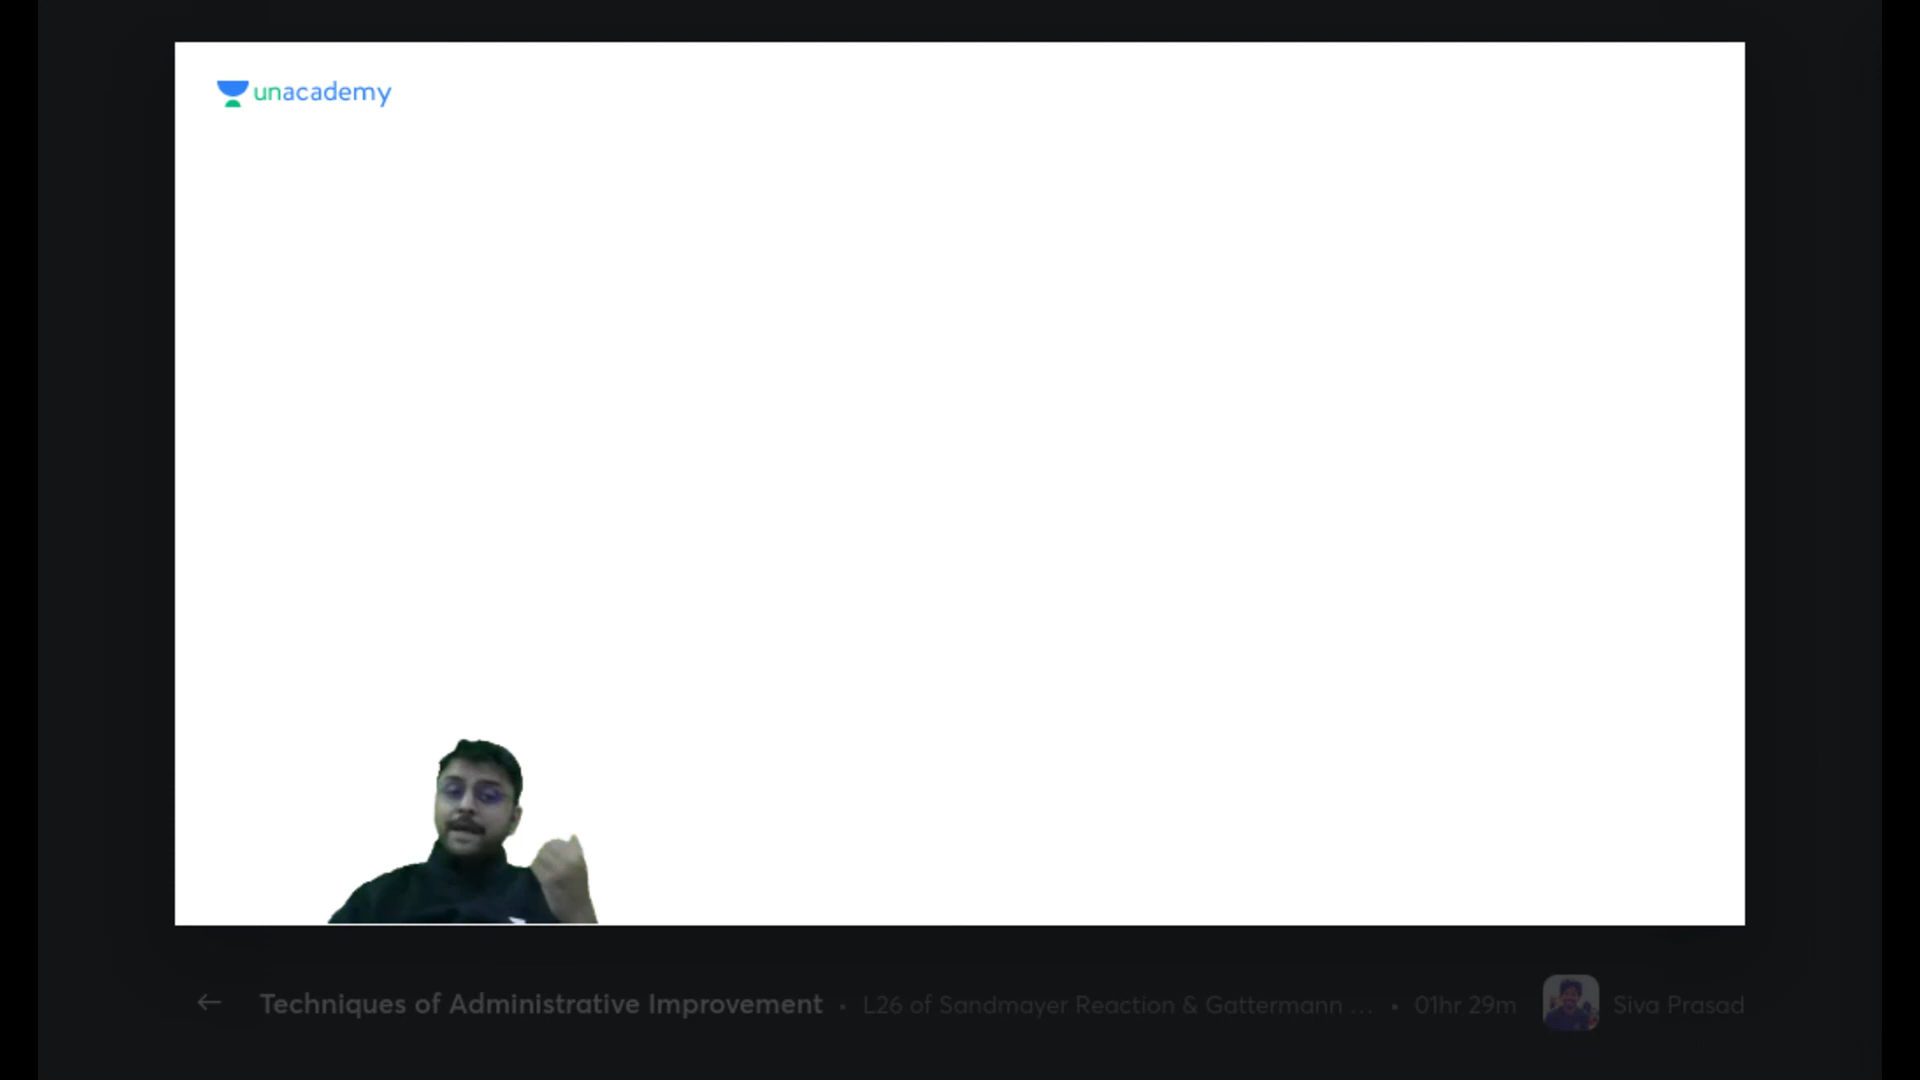 unacademy
Techniques of Administrative Improvement • L26 of Sandmayer Reaction & Gattermann ... • 01hr 29m Siva Prasad